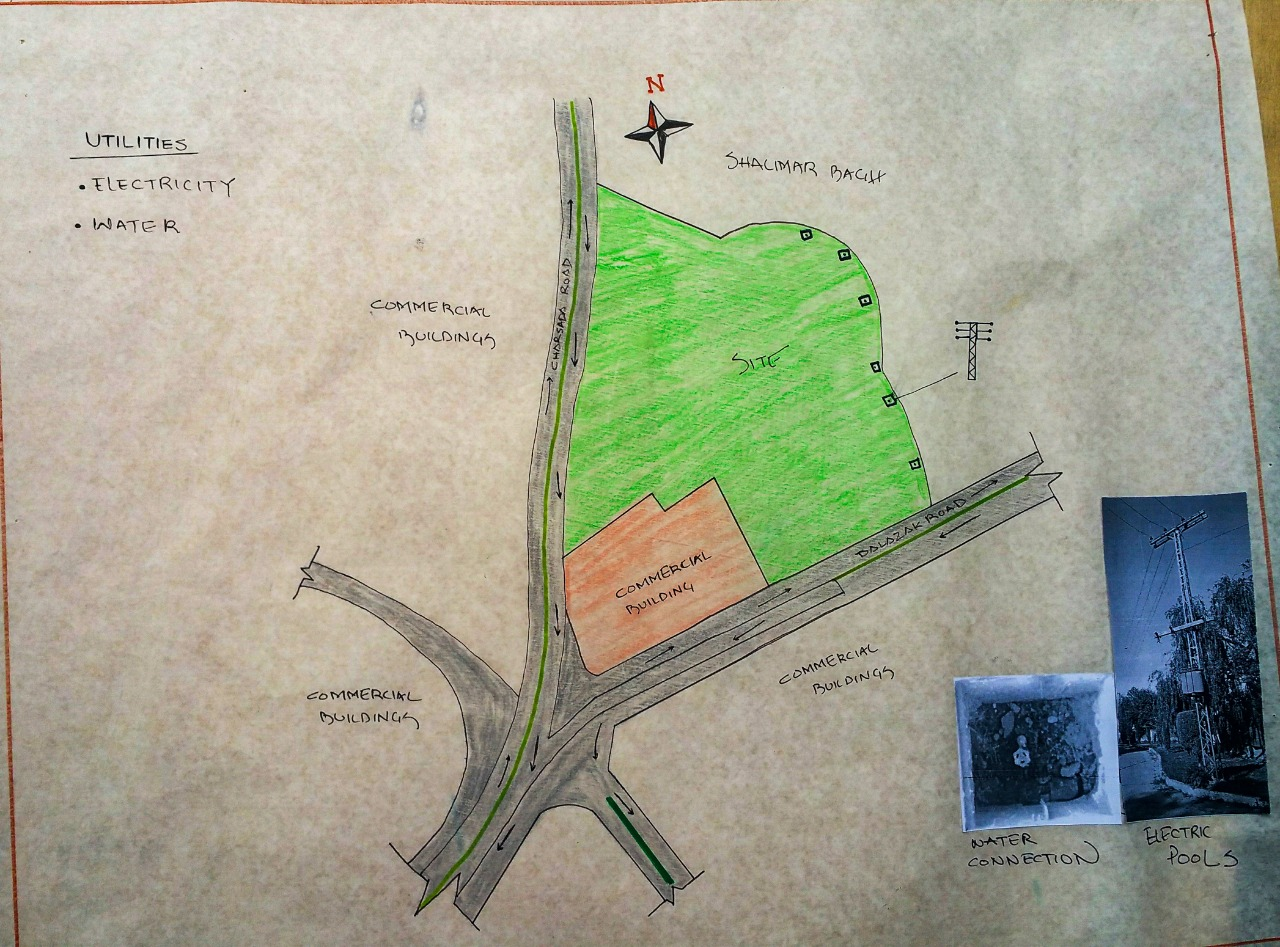 N
UTILITIES
• ELECTRICITY
• WATER
SHALIMAR BAGH
CHARSADA ROAD
COMMERCIAL
BUILDINGS
SITE
DALAZAK ROAD
COMMERCIAL
BUILDING
COMMERCIAL
BUILDINGS
COMMERCIAL
BUILDINGS
WATER
CONNECTION
ELECTRIC
POOLS